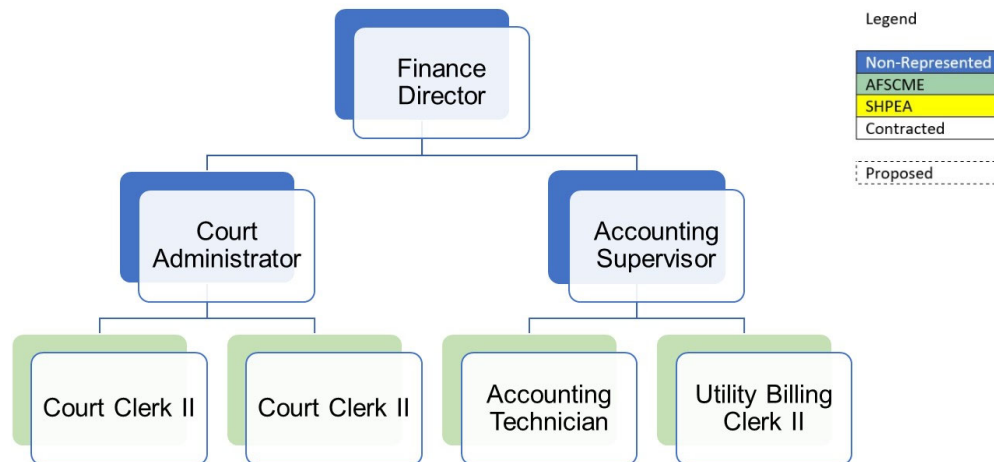 Finance
Director
Legend
Non-Represented
AFSCME
SHPEA
Contracted
Proposed
Court
Administrator
Accounting
Supervisor
Court Clerk II
Court Clerk II
Accounting
Technician
Utility Billing
Clerk II